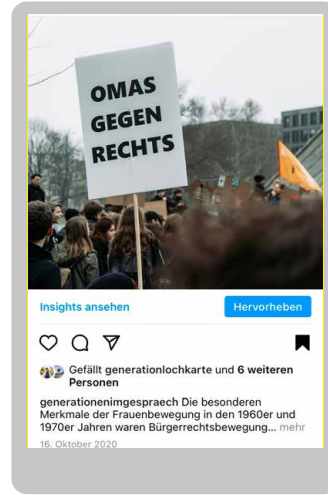 OMAS
GEGEN
RECHTS
Insights ansehen
Hervorheben
Gefällt generationlochkarte und 6 weiteren
Personen
generationenimgespraech Die besonderen
Merkmale der Frauenbewegung in den 1960er und
1970er Jahren waren Bürgerrechtsbewegung... mehr
16. Oktober 2020